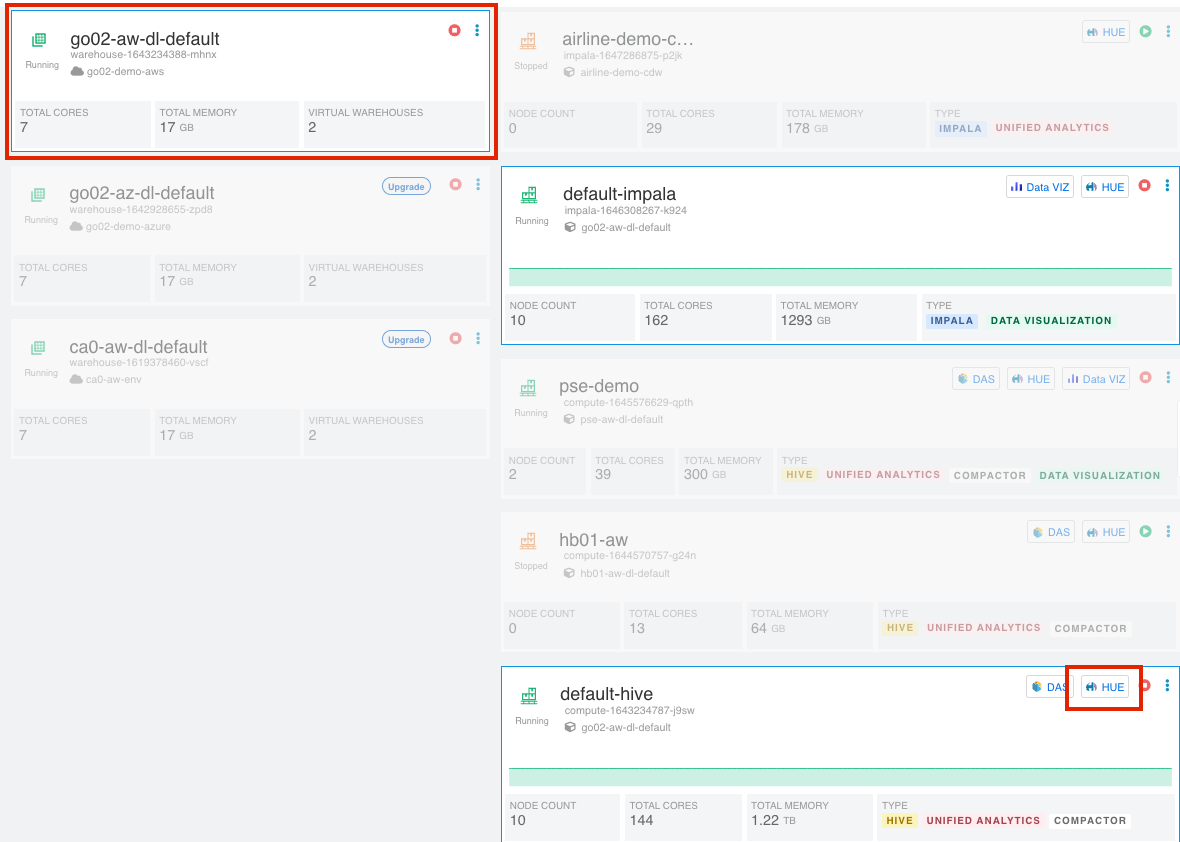 go02-aw-dl-default
warehouse-1643234388-mhnx
Running
go02-demo-aws
TOTAL CORES
7
TOTAL MEMORY
17 GB
VIRTUAL WAREHOUSES
2
go02-az-dl-default
Upgrade
warehouse-1642928655-zpd8
Running
go02-demo-azure
TOTAL CORES
7
TOTAL MEMORY
17 GB
VIRTUAL WAREHOUSES
2
ca0-aw-dl-default
Upgrade
warehouse-1619378460-vscf
Running
ca0-aw-env
TOTAL CORES
7
TOTAL MEMORY
17 GB
VIRTUAL WAREHOUSES
2
airline-demo-c...
HUE
impala-1647286875-p2jk
Stopped
airline-demo-cdw
NODE COUNT
0
TOTAL CORES
29
TOTAL MEMORY
178 GB
TYPE
IMPALA UNIFIED ANALYTICS
default-impala
Data VIZ HUE
impala-1646308267-k924
Running
go02-aw-dl-default
NODE COUNT
10
TOTAL CORES
162
TOTAL MEMORY
1293 GB
TYPE
IMPALA DATA VISUALIZATION
pse-demo
DAS HUE Data VIZ
compute-1645576629-qpth
Running
pse-aw-dl-default
NODE COUNT
2
TOTAL CORES
39
TOTAL MEMORY
300 GB
TYPE
HIVE UNIFIED ANALYTICS COMPACTOR DATA VISUALIZATION
hb01-aw
DAS HUE
compute-1644570757-g24n
Stopped
hb01-aw-dl-default
NODE COUNT
0
TOTAL CORES
13
TOTAL MEMORY
64 GB
TYPE
HIVE UNIFIED ANALYTICS COMPACTOR
default-hive
DAS HUE
compute-1643234787-j9sw
Running
go02-aw-dl-default
NODE COUNT
10
TOTAL CORES
144
TOTAL MEMORY
1.22 TB
TYPE
HIVE UNIFIED ANALYTICS COMPACTOR